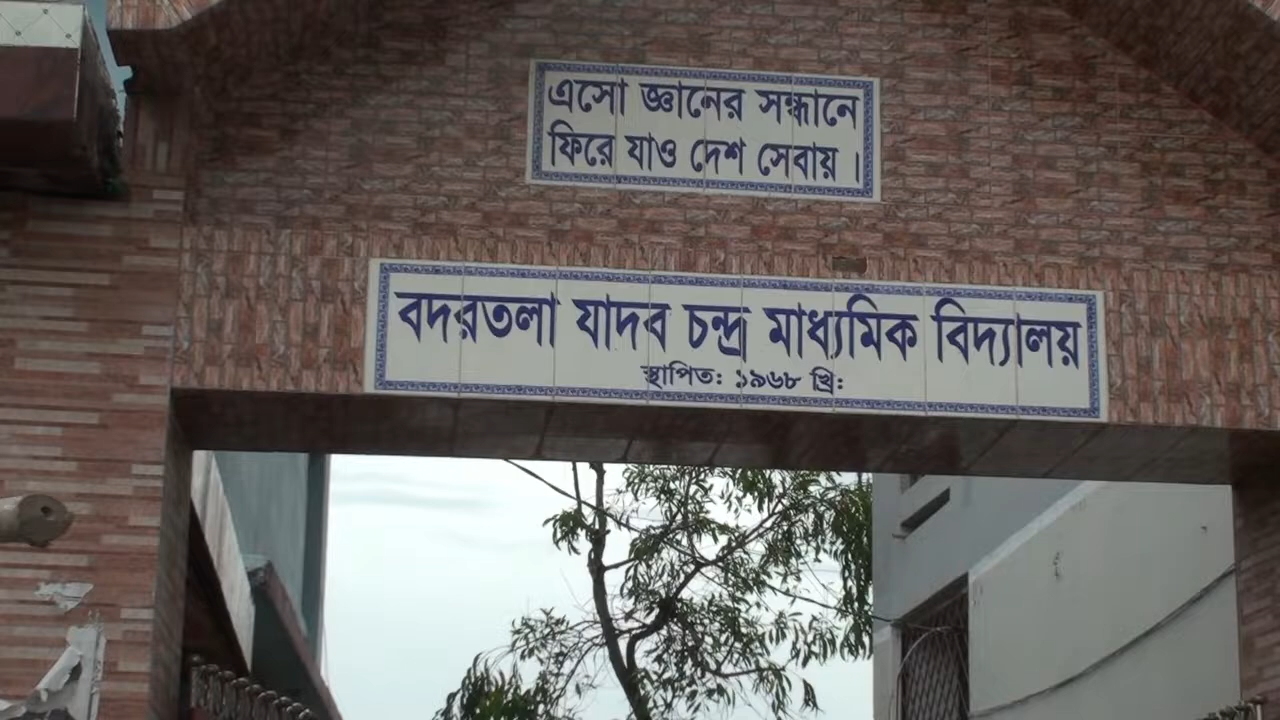 এসো জ্ঞানের সন্ধানে
ফিরে যাও দেশ সেবায় ।
বদরতলা যাদব চন্দ্র মাধ্যমিক বিদ্যালয়
স্থাপিত: ১৯৬৮ খ্রি: